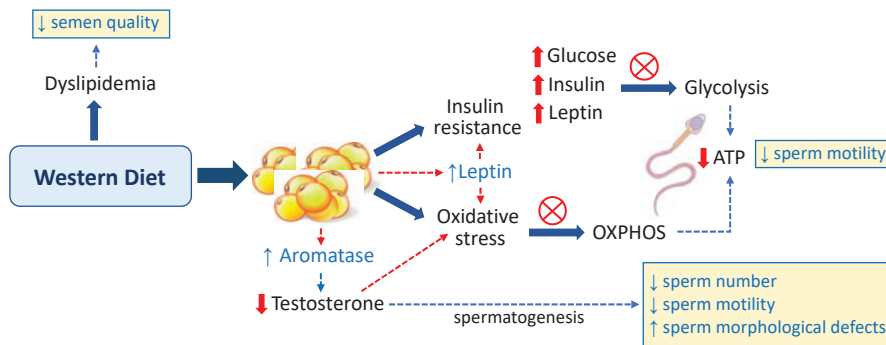 ↓ semen quality
Dyslipidemia
Western Diet
Insulin
resistance
↑Leptin
Oxidative
stress
↑ Aromatase
Testosterone
Glucose
Insulin
Leptin
Glycolysis
ATP
↓ sperm motility
OXPHOS
spermatogenesis
↓ sperm number
↓ sperm motility
↑ sperm morphological defects